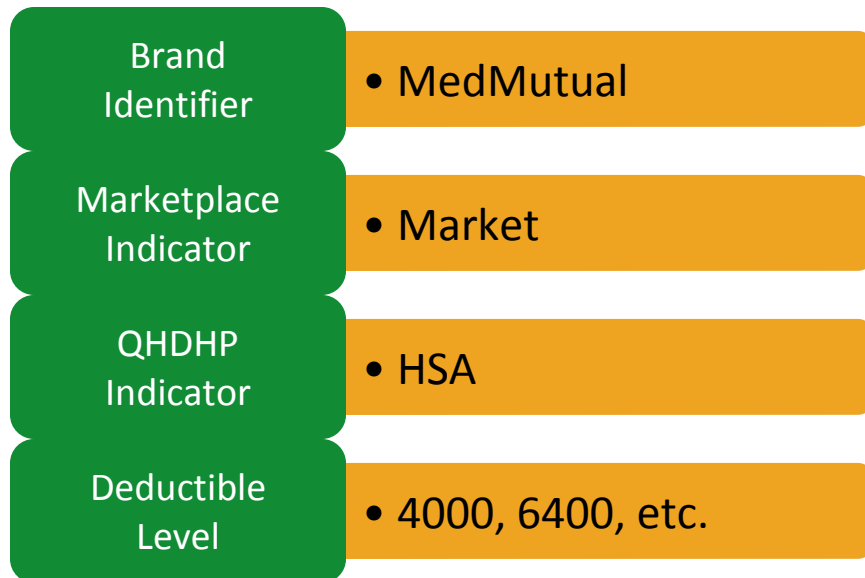 Brand
Identifier
• MedMutual
Marketplace
Indicator
• Market
QHDHP
Indicator
• HSA
Deductible
Level
• 4000, 6400, etc.